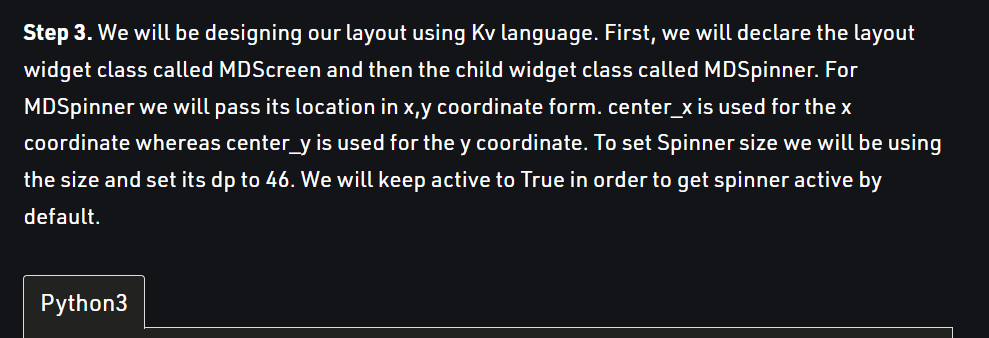 Step 3. We will be designing our layout using Kv language. First, we will declare the layout
widget class called MDScreen and then the child widget class called MDSpinner. For
MDSpinner we will pass its location in x,y coordinate form. center_x is used for the x
coordinate whereas center_y is used for the y coordinate. To set Spinner size we will be using
the size and set its dp to 46. We will keep active to True in order to get spinner active by
default.
Python3